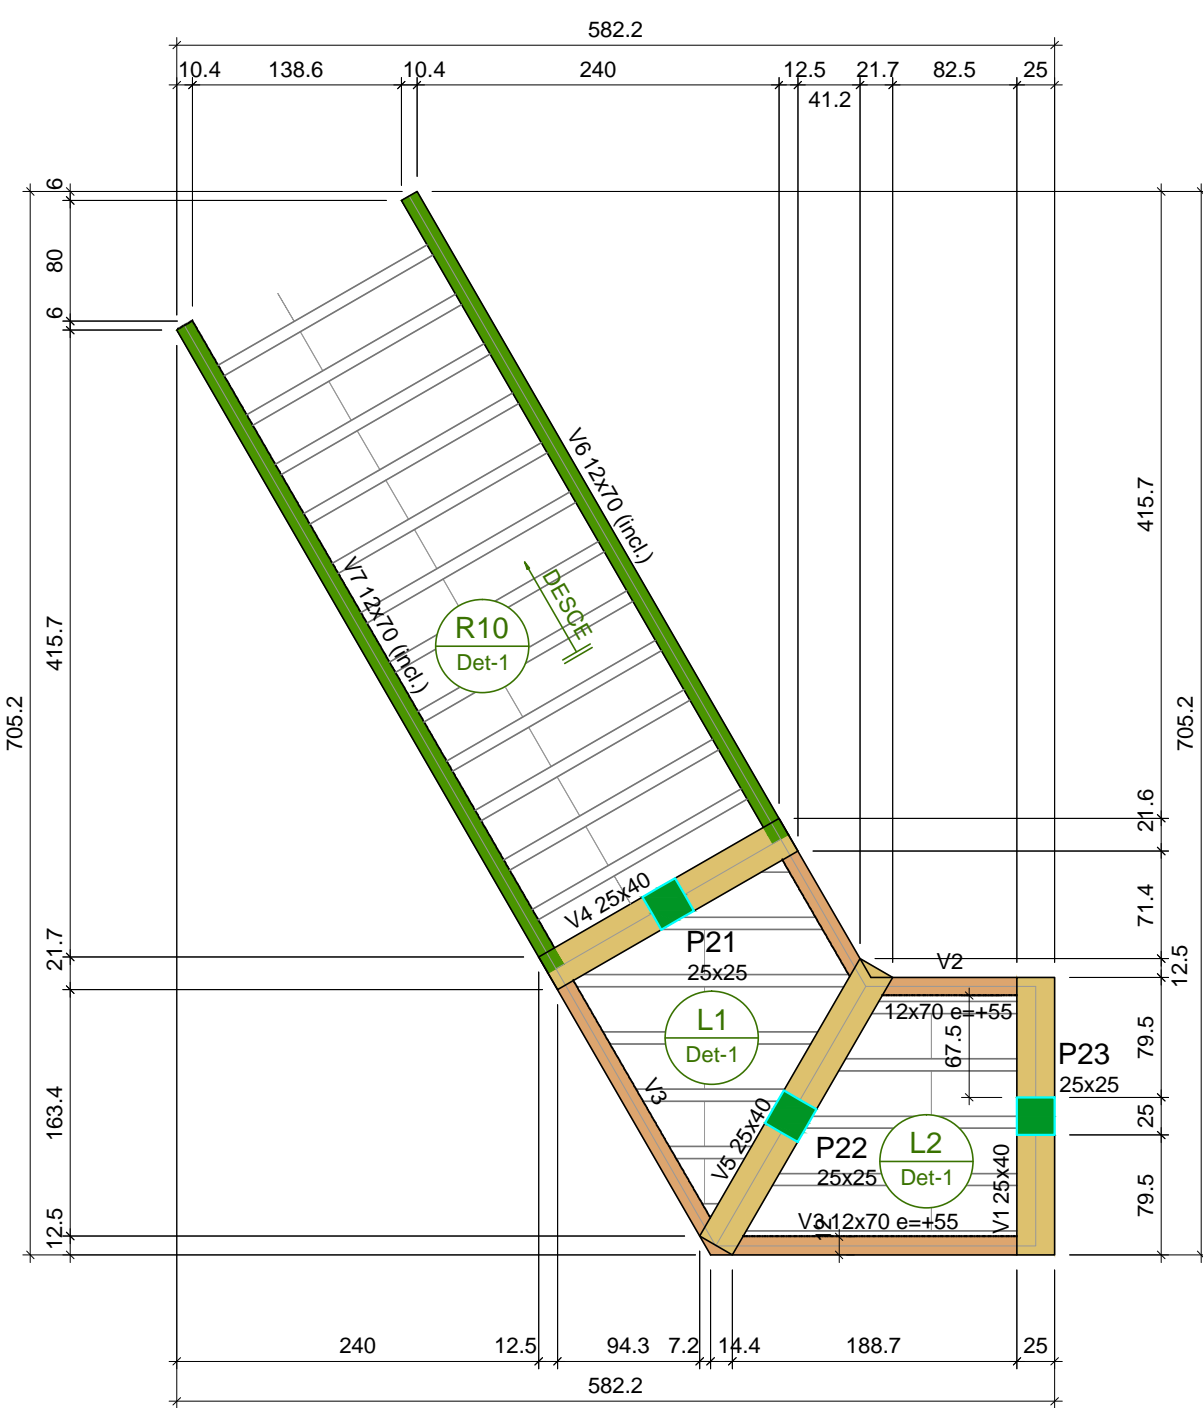 582.2
10.4 138.6 10.4 240 12.5 21.7 82.5 25
41.2
6
80
6
415.7
705.2
21.7
163.4
12.5
415.7
705.2
21.6
71.4
12.5
79.5
25
79.5
V6 12x70 (incl.)
V7 12x70 (incl.)
DESCE
R10
Det-1
V4 25x40
P21
25x25
L1
Det-1
V2
12x70 e=+55
67.5
P23
25x25
V3
V5 25x40
P22
25x25
L2
Det-1
V1 25x40
V3 12x70 e=+55
12
240 12.5 94.3 7.2 14.4 188.7 25
582.2